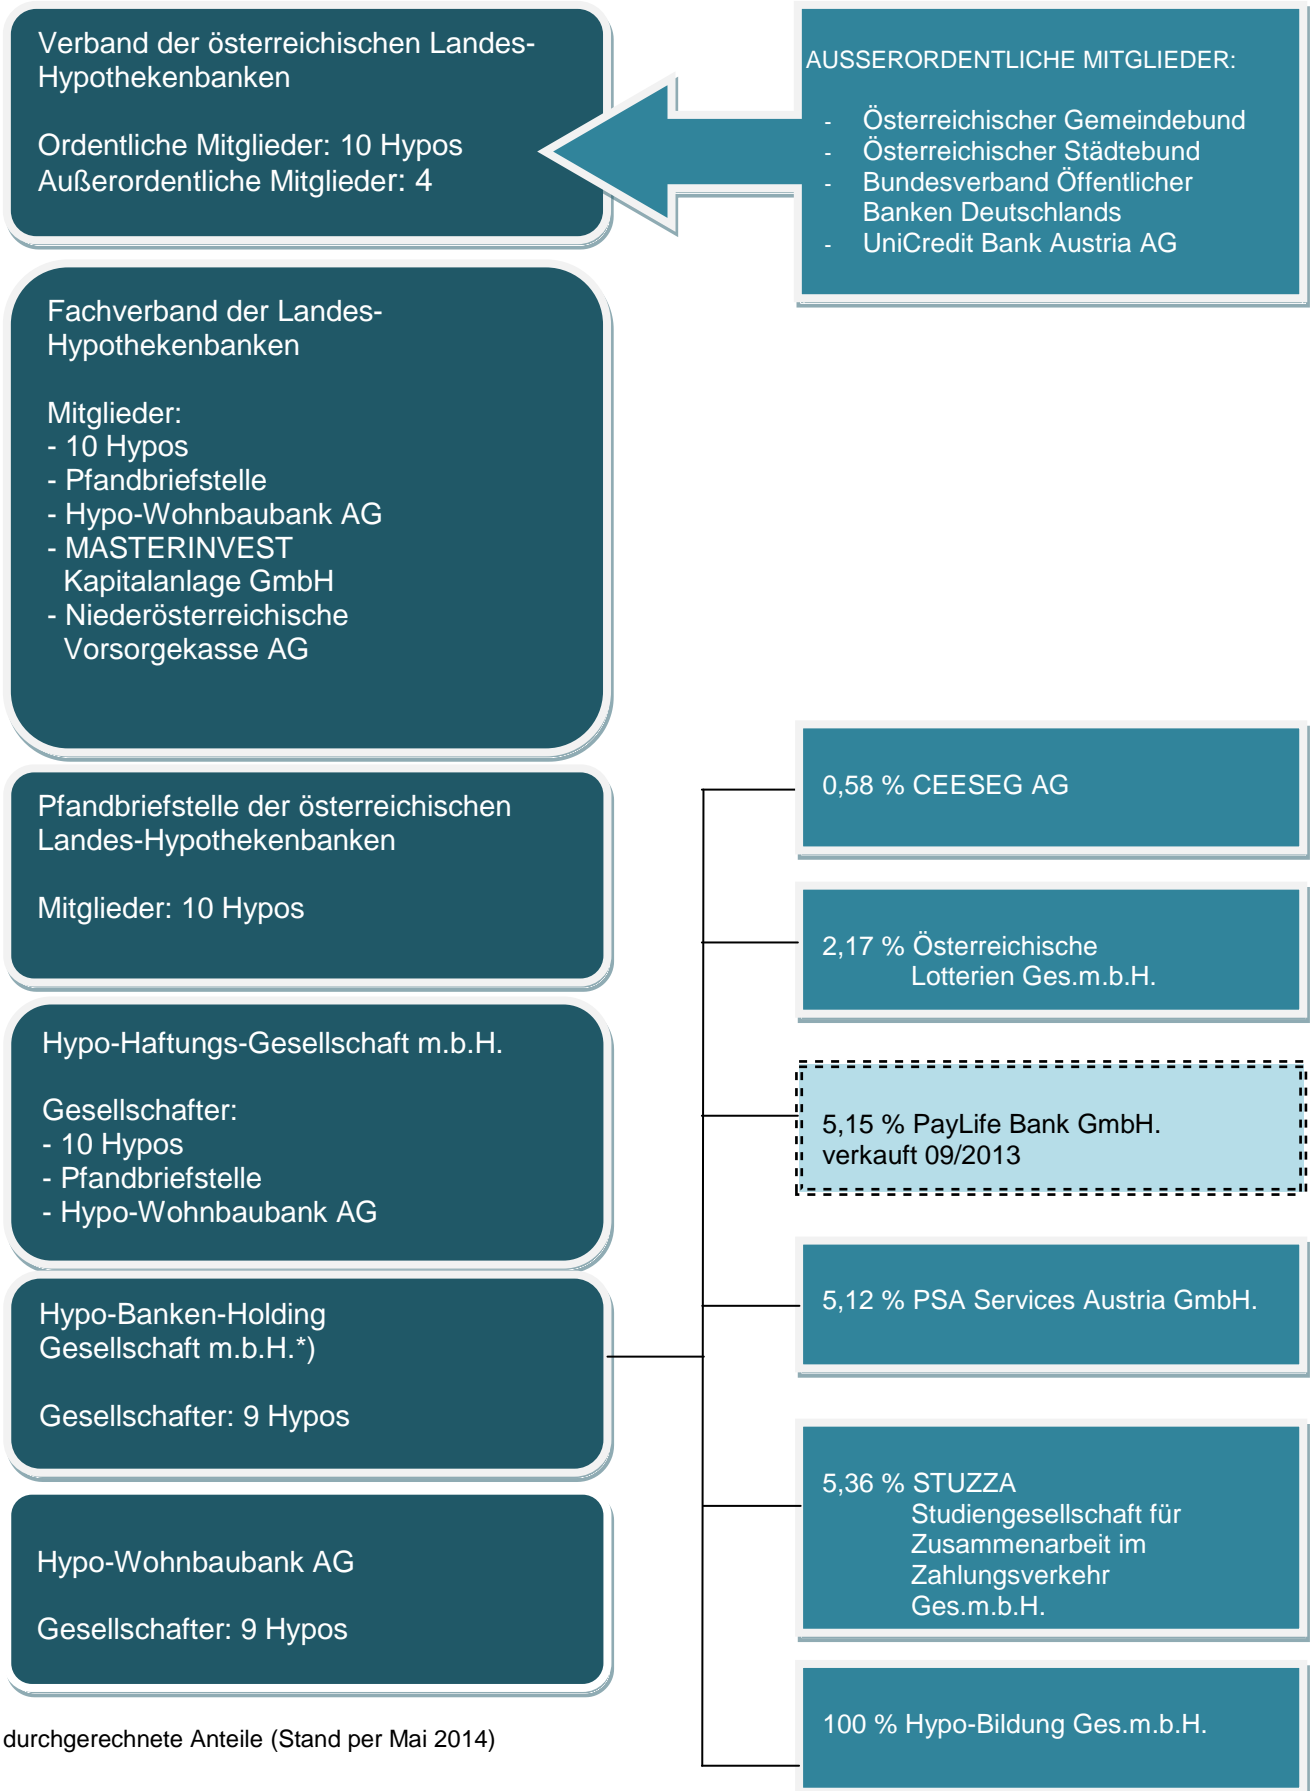 Verband der österreichischen Landes-
Hypothekenbanken
Ordentliche Mitglieder: 10 Hypos
Außerordentliche Mitglieder: 4
AUSSERORDENTLICHE MITGLIEDER:
- Österreichischer Gemeindebund
- Österreichischer Städtebund
- Bundesverband Öffentlicher
Banken Deutschlands
- UniCredit Bank Austria AG
Fachverband der Landes-
Hypothekenbanken
Mitglieder:
- 10 Hypos
- Pfandbriefstelle
- Hypo-Wohnbaubank AG
- MASTERINVEST
Kapitalanlage GmbH
- Niederösterreichische
Vorsorgekasse AG
Pfandbriefstelle der österreichischen
Landes-Hypothekenbanken
Mitglieder: 10 Hypos
Hypo-Haftungs-Gesellschaft m.b.H.
Gesellschafter:
- 10 Hypos
- Pfandbriefstelle
- Hypo-Wohnbaubank AG
Hypo-Banken-Holding
Gesellschaft m.b.H.*)
Gesellschafter: 9 Hypos
Hypo-Wohnbaubank AG
Gesellschafter: 9 Hypos
0,58 % CEESEG AG
2,17 % Österreichische
Lotterien Ges.m.b.H.
5,15 % PayLife Bank GmbH.
verkauft 09/2013
5,12 % PSA Services Austria GmbH.
5,36 % STUZZA
Studiengesellschaft für
Zusammenarbeit im
Zahlungsverkehr
Ges.m.b.H.
100 % Hypo-Bildung Ges.m.b.H.
durchgerechnete Anteile (Stand per Mai 2014)